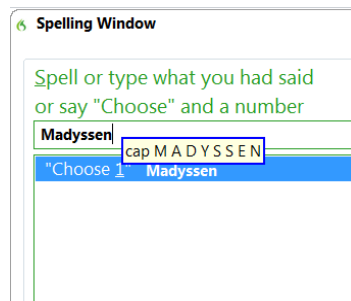 Spelling Window
Spell or type what you had said
or say "Choose" and a number
Madyssen
cap M A D Y S S E N
"Choose 1" Madyssen